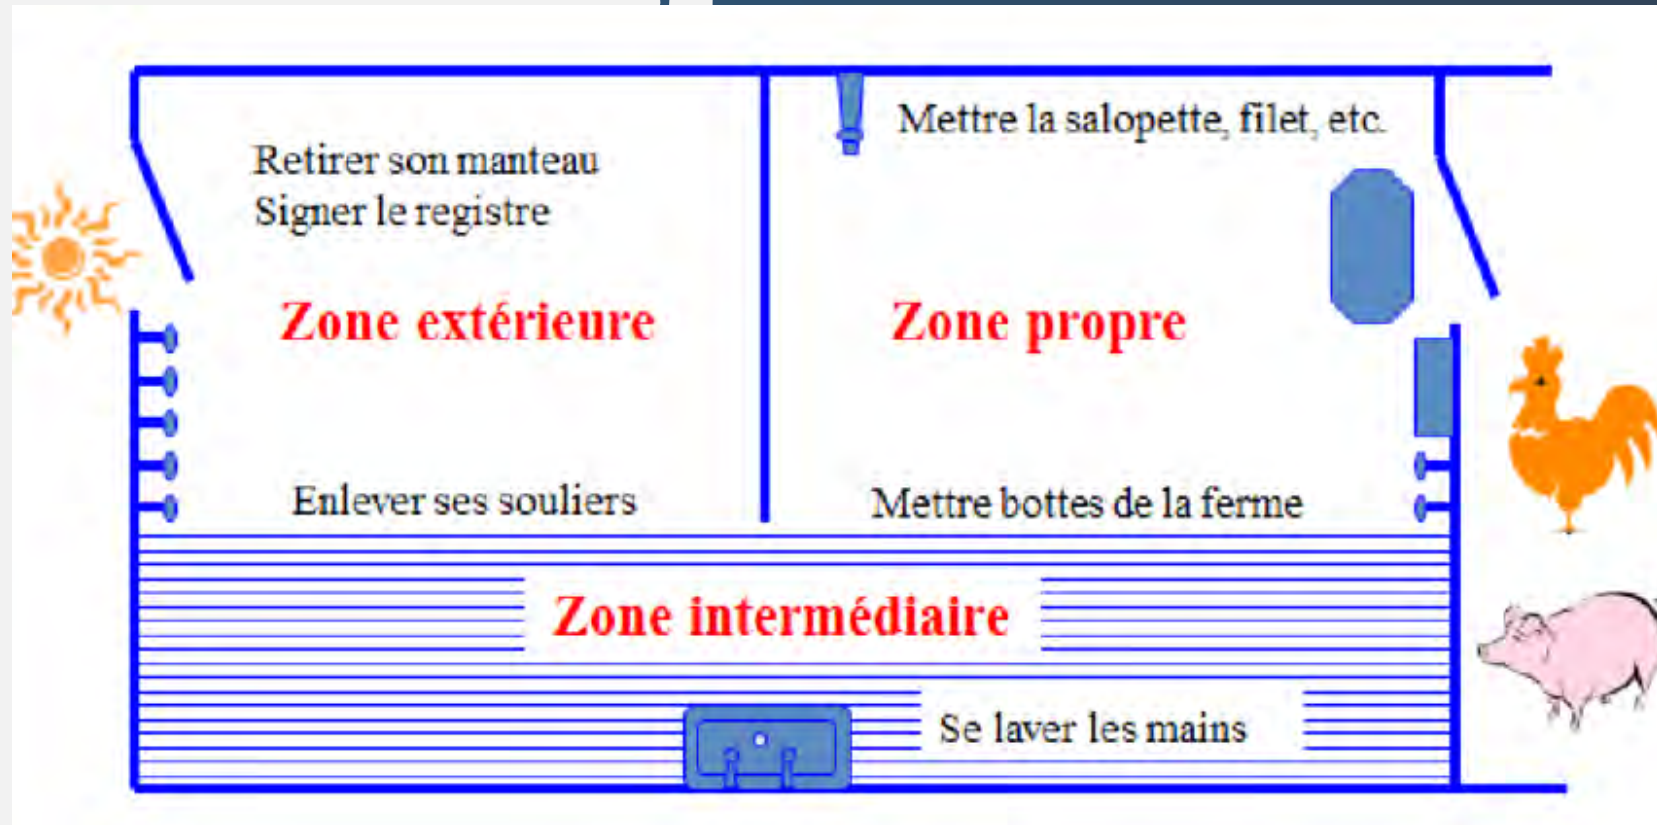 Retirer son manteau
Signer le registre
Zone extérieure
Enlever ses souliers
Mettre la salopette, filet, etc.
Zone propre
Mettre bottes de la ferme
Zone intermédiaire
Se laver les mains